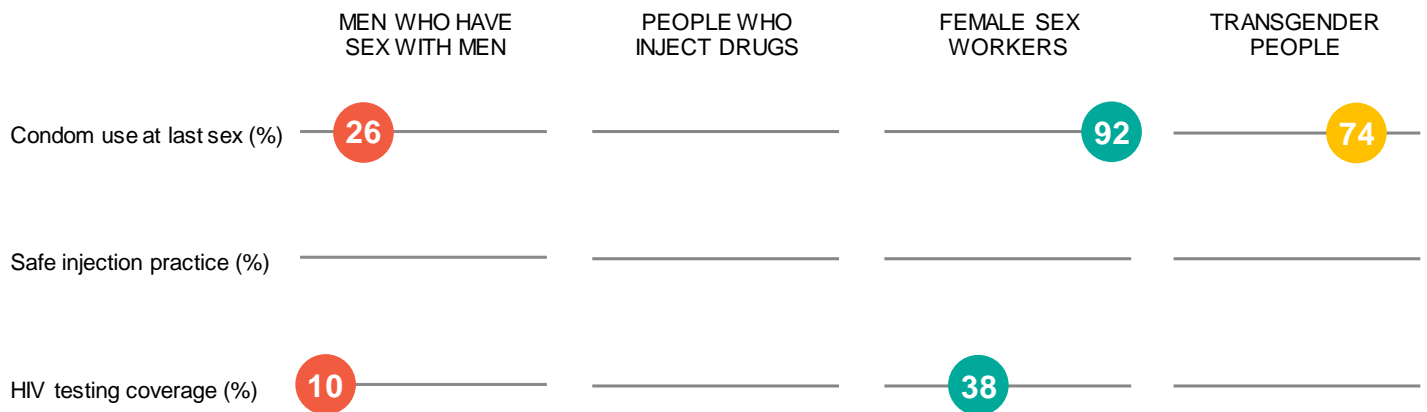 MEN WHO HAVE
SEX WITH MEN
PEOPLE WHO
INJECT DRUGS
FEMALE SEX
WORKERS
TRANSGENDER
PEOPLE
Condom use at last sex (%)
26
92
74
Safe injection practice (%)
HIV testing coverage (%)
10
38